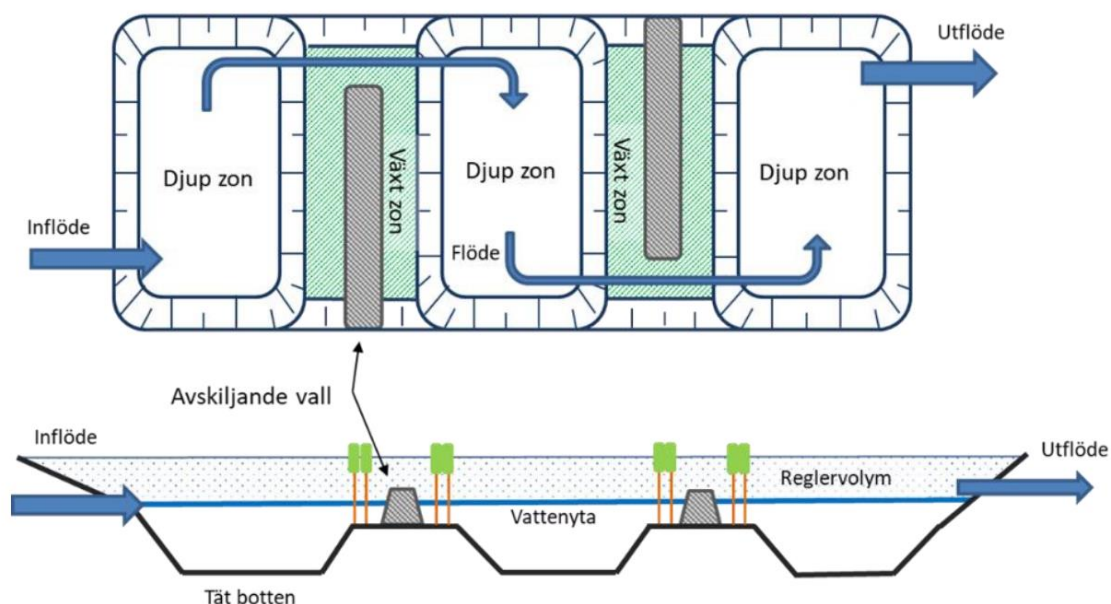 Utflöde
Djup zon
Växt zon
Djup zon
Växt zon
Djup zon
Inflöde
Flöde
Avskiljande vall
Inflöde
Utflöde
Reglervolym
Vattenyta
Tät botten